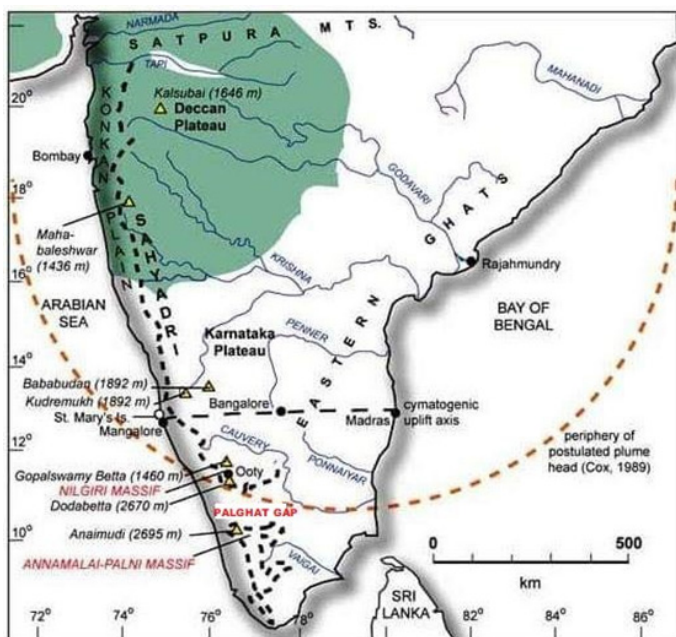 NARMADA
SATPURA MTS.
TAPI
MAHANADI
20°
Kalsubai (1646 m)
Deccan
Plateau
KONKAN PLAIN
Bombay
GODAVARI
18°
Maha-
baleshwar
(1436 m)
SAHYADRI
EASTERN GHATS
KRISHNA
Rajahmundry
16°
ARABIAN
SEA
BAY OF
BENGAL
Karnataka
Plateau
PENNER
14°
Bababudan (1892 m)
Kudremukh (1892 m)
St. Mary's Is.
Mangalore
Bangalore
Madras
cymatogenic
uplift axis
12°
CAUVERY
PONNAIYAR
periphery of
postulated plume
head (Cox, 1989)
Gopalswamy Betta (1460 m)
Ooty
NILGIRI MASSIF
Dodabetta (2670 m)
PALGHAT GAP
10°
Anaimudi (2695 m)
ANNAMALAI-PALNI MASSIF
VAIGAI
0
500
km
SRI
LANKA
72°
74°
76°
78°
82°
84°
86°